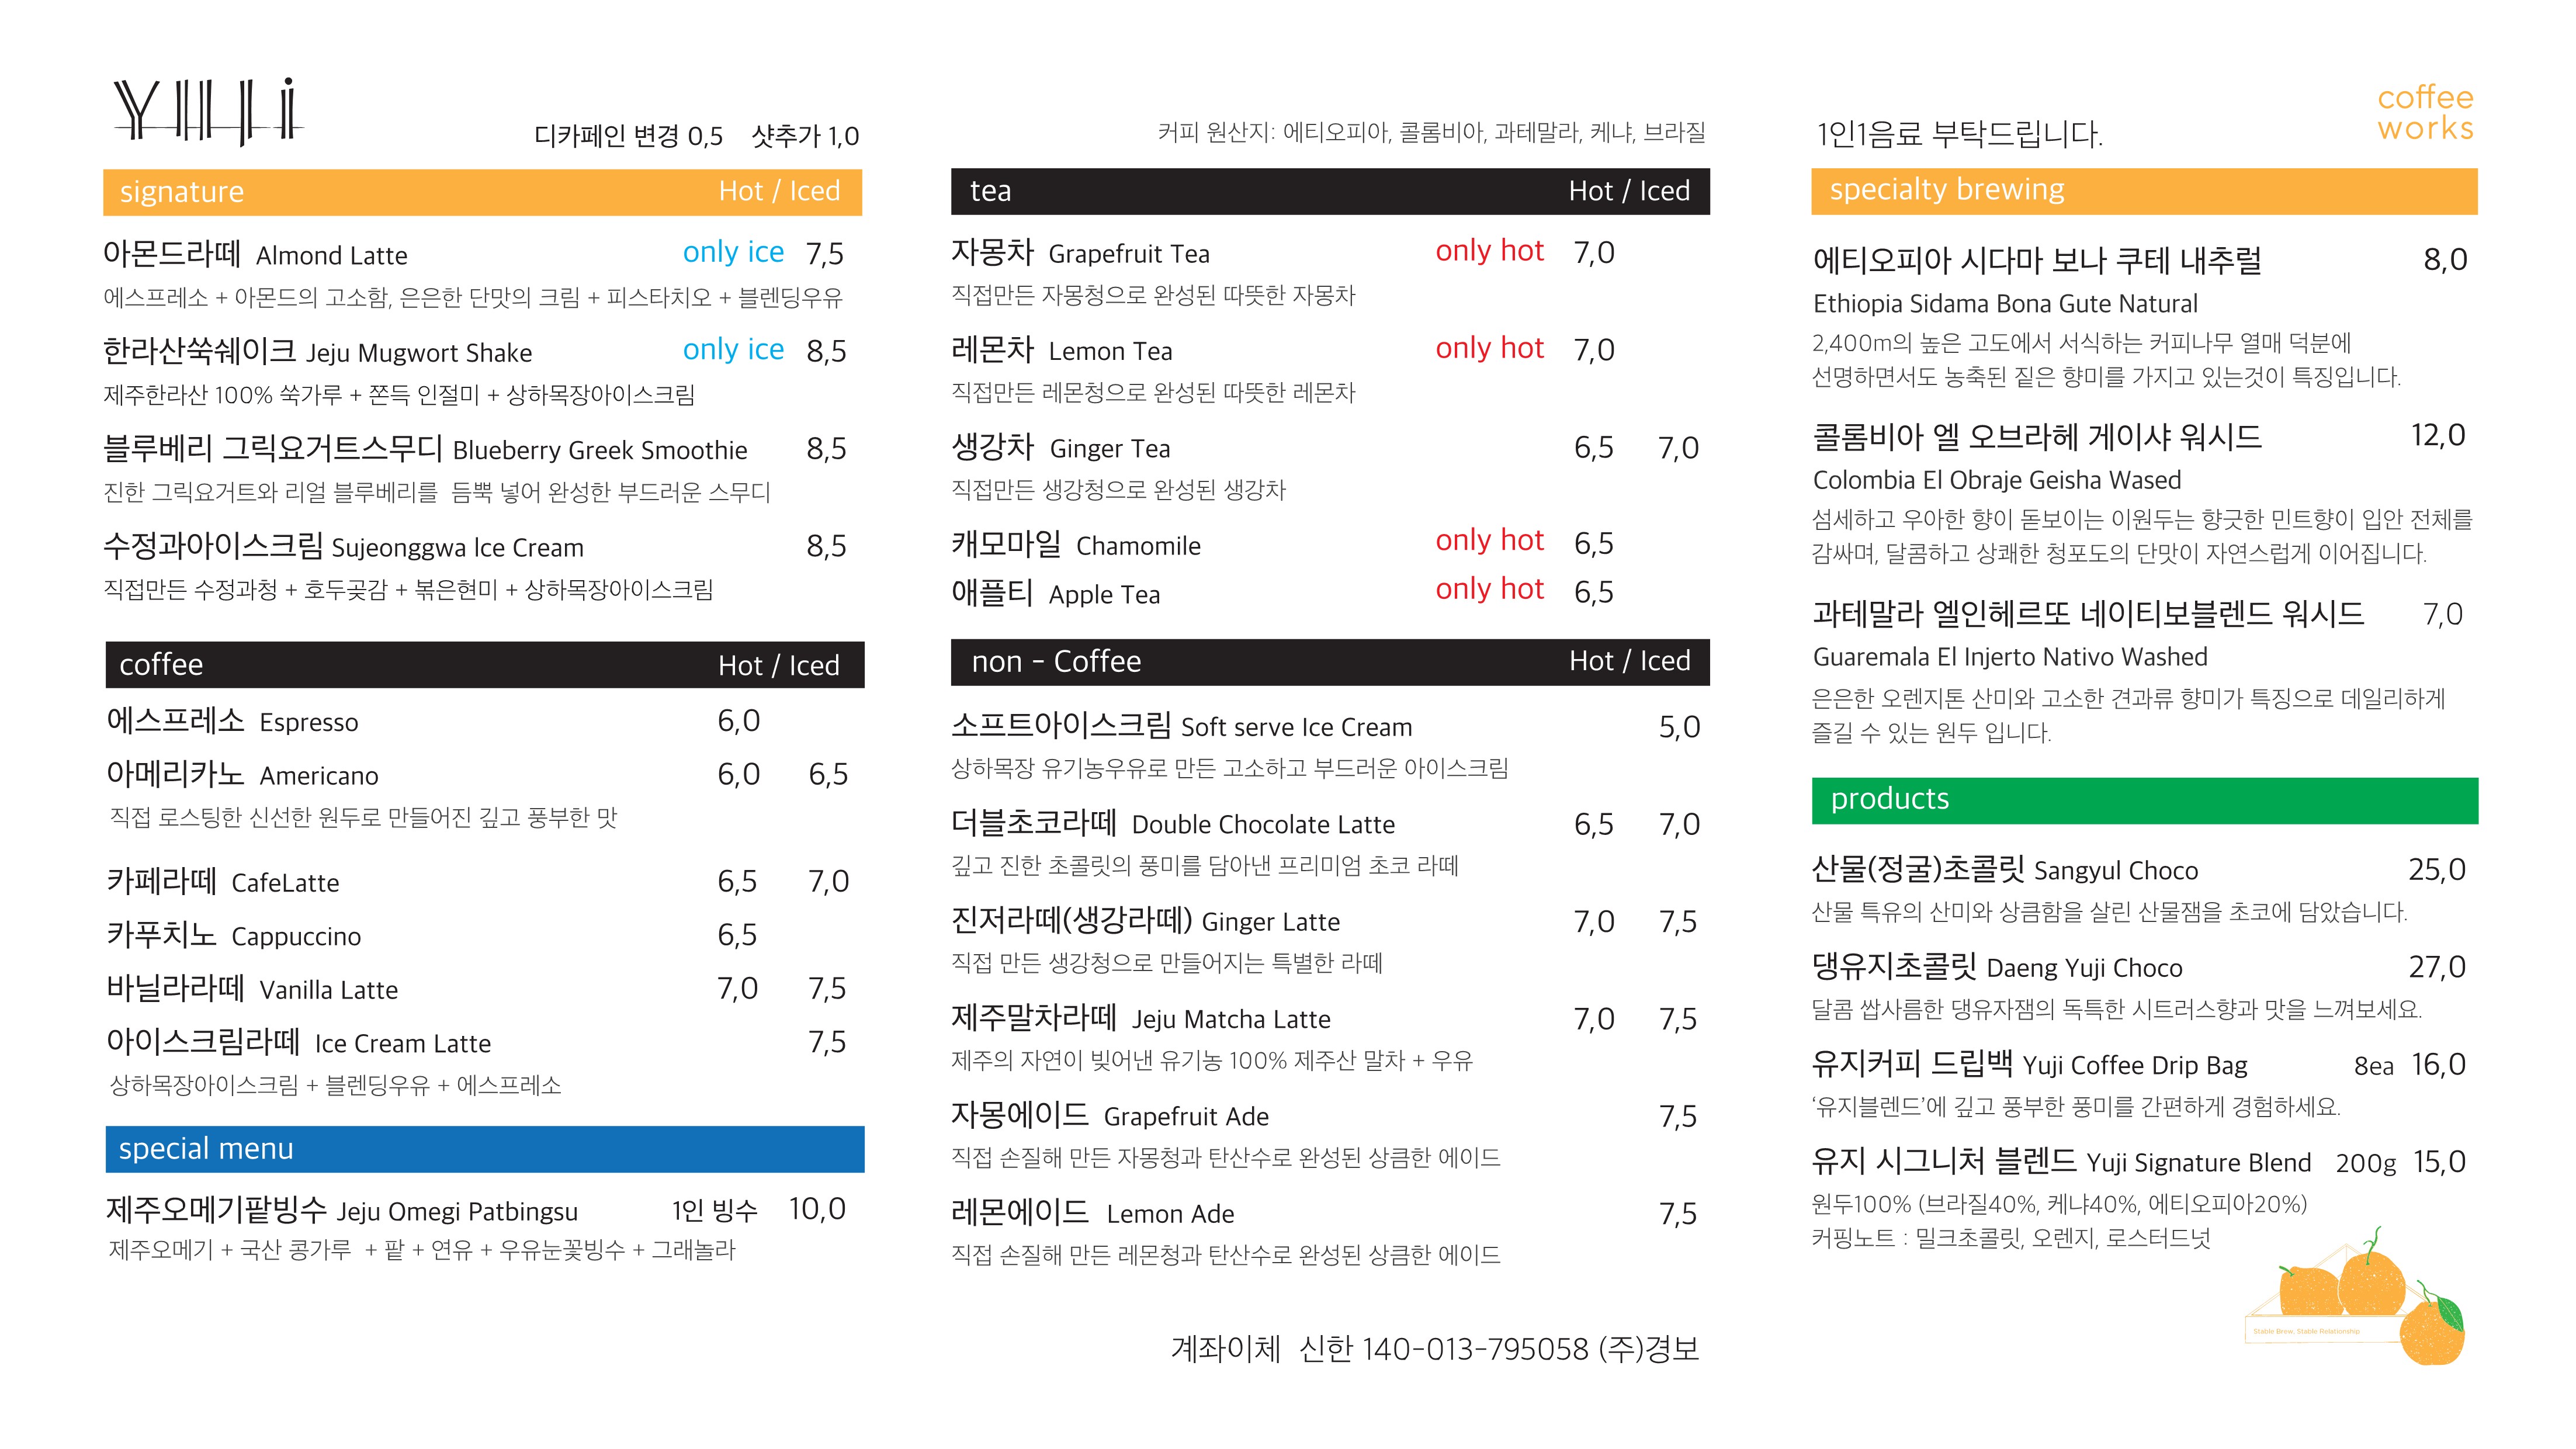 YUJi
디카페인 변경 0,5 샷추가 1,0
signature Hot / Iced
아몬드라떼 Almond Latte only ice 7,5
에스프레소 + 아몬드의 고소함, 은은한 단맛의 크림 + 피스타치오 + 블렌딩우유
한라산쑥쉐이크 Jeju Mugwort Shake only ice 8,5
제주한라산 100% 쑥가루 + 쫀득 인절미 + 상하목장아이스크림
블루베리 그릭요거트스무디 Blueberry Greek Smoothie 8,5
진한 그릭요거트와 리얼 블루베리를 듬뿍 넣어 완성한 부드러운 스무디
수정과아이스크림 Sujeonggwa Ice Cream 8,5
직접만든 수정과청 + 호두곶감 + 볶은현미 + 상하목장아이스크림
coffee Hot / Iced
에스프레소 Espresso 6,0
아메리카노 Americano 6,0 6,5
직접 로스팅한 신선한 원두로 만들어진 깊고 풍부한 맛
카페라떼 CafeLatte 6,5 7,0
카푸치노 Cappuccino 6,5
바닐라라떼 Vanilla Latte 7,0 7,5
아이스크림라떼 Ice Cream Latte 7,5
상하목장아이스크림 + 블렌딩우유 + 에스프레소
special menu
제주오메기팥빙수 Jeju Omegi Patbingsu 1인 빙수 10,0
제주오메기 + 국산 콩가루 + 팥 + 연유 + 우유눈꽃빙수 + 그래놀라
커피 원산지: 에티오피아, 콜롬비아, 과테말라, 케냐, 브라질
tea Hot / Iced
자몽차 Grapefruit Tea only hot 7,0
직접만든 자몽청으로 완성된 따뜻한 자몽차
레몬차 Lemon Tea only hot 7,0
직접만든 레몬청으로 완성된 따뜻한 레몬차
생강차 Ginger Tea 6,5 7,0
직접만든 생강청으로 완성된 생강차
캐모마일 Chamomile only hot 6,5
애플티 Apple Tea only hot 6,5
non - Coffee Hot / Iced
소프트아이스크림 Soft serve Ice Cream 5,0
상하목장 유기농우유로 만든 고소하고 부드러운 아이스크림
더블초코라떼 Double Chocolate Latte 6,5 7,0
깊고 진한 초콜릿의 풍미를 담아낸 프리미엄 초코 라떼
진저라떼(생강라떼) Ginger Latte 7,0 7,5
직접 만든 생강청으로 만들어지는 특별한 라떼
제주말차라떼 Jeju Matcha Latte 7,0 7,5
제주의 자연이 빚어낸 유기농 100% 제주산 말차 + 우유
자몽에이드 Grapefruit Ade 7,5
직접 손질해 만든 자몽청과 탄산수로 완성된 상큼한 에이드
레몬에이드 Lemon Ade 7,5
직접 손질해 만든 레몬청과 탄산수로 완성된 상큼한 에이드
계좌이체 신한 140-013-795058 (주)경보
1인1음료 부탁드립니다.
coffee
works
specialty brewing
에티오피아 시다마 보나 쿠테 내추럴 8,0
Ethiopia Sidama Bona Gute Natural
2,400m의 높은 고도에서 서식하는 커피나무 열매 덕분에
선명하면서도 농축된 짙은 향미를 가지고 있는것이 특징입니다.
콜롬비아 엘 오브라헤 게이샤 워시드 12,0
Colombia El Obraje Geisha Wased
섬세하고 우아한 향이 돋보이는 이원두는 향긋한 민트향이 입안 전체를
감싸며, 달콤하고 상쾌한 청포도의 단맛이 자연스럽게 이어집니다.
과테말라 엘인헤르또 네이티보블렌드 워시드 7,0
Guaremala El Injerto Nativo Washed
은은한 오렌지톤 산미와 고소한 견과류 향미가 특징으로 데일리하게
즐길 수 있는 원두 입니다.
products
산물(정굴)초콜릿 Sangyul Choco 25,0
산물 특유의 산미와 상큼함을 살린 산물잼을 초코에 담았습니다.
댕유지초콜릿 Daeng Yuji Choco 27,0
달콤 쌉사름한 댕유자잼의 독특한 시트러스향과 맛을 느껴보세요.
유지커피 드립백 Yuji Coffee Drip Bag 8ea 16,0
‘유지블렌드’에 깊고 풍부한 풍미를 간편하게 경험하세요.
유지 시그니처 블렌드 Yuji Signature Blend 200g 15,0
원두100% (브라질40%, 케냐40%, 에티오피아20%)
커핑노트 : 밀크초콜릿, 오렌지, 로스터드넛
Stable Brew, Stable Relationship